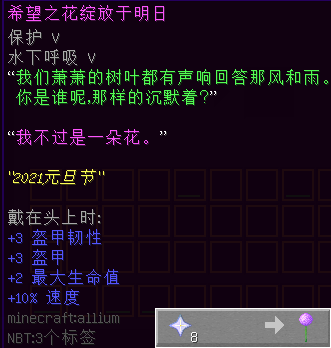 希望之花绽放于明日
保护 V
水下呼吸 V
“我们萧萧的树叶都有声响回答那风和雨。
你是谁呢,那样的沉默着?”
“我不过是一朵花。”
"2021元旦节"
戴在头上时:
+3 盔甲韧性
+3 盔甲
+2 最大生命值
+10% 速度
minecraft:allium
NBT:3个标签
8